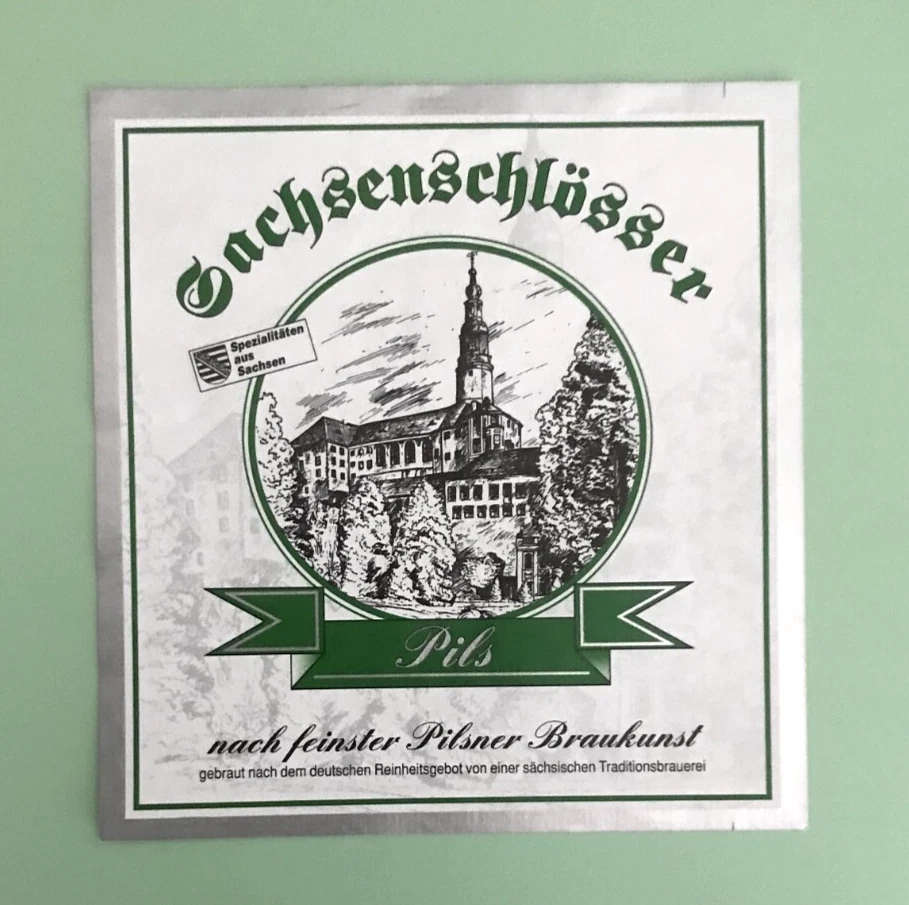 Sachsenschlösser
Spezialitäten
aus
Sachsen
Pils
nach feinster Pilsner Braukunst
gebraut nach dem deutschen Reinheitsgebot von einer sächsischen Traditionsbrauerei